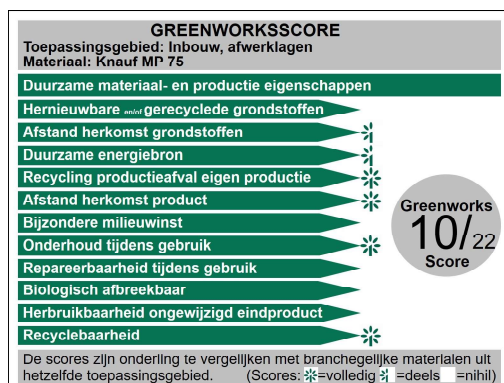 GREENWORKSSCORE
Toepassingsgebied: Inbouw, afwerklagen
Materiaal: Knauf MP 75
Duurzame materiaal- en productie eigenschappen
Hernieuwbare en/of gerecyclede grondstoffen
Afstand herkomst grondstoffen
Duurzame energiebron
Recycling productieafval eigen productie
Afstand herkomst product
Bijzondere milieuwinst
Onderhoud tijdens gebruik
Repareerbaarheid tijdens gebruik
Biologisch afbreekbaar
Herbruikbaarheid ongewijzigd eindproduct
Recyclebaarheid
Greenworks
10/22
Score
De scores zijn onderling te vergelijken met branchegelijke materialen uit
hetzelfde toepassingsgebied. (Scores: =volledig =deels =nihil)